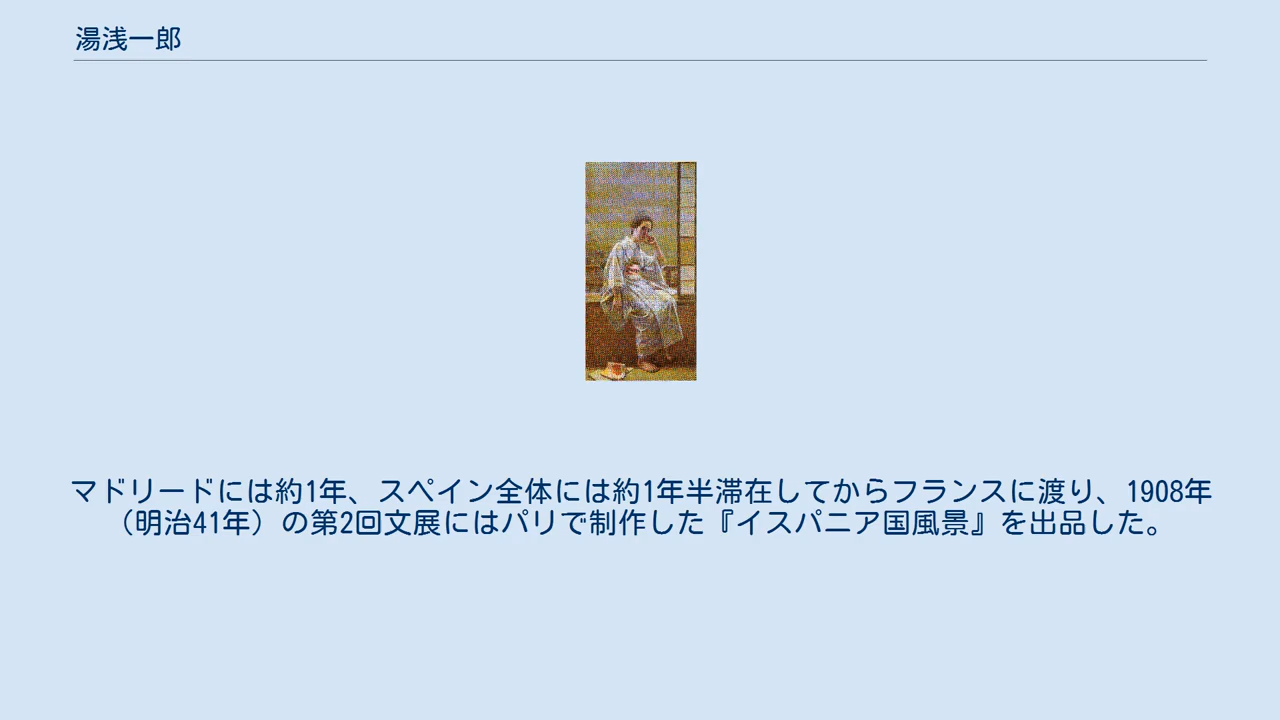 湯浅一郎
マドリードには約1年、スペイン全体には約1年半滞在してからフランスに渡り、1908年
（明治41年）の第2回文展にはパリで制作した『イスパニア国風景』を出品した。